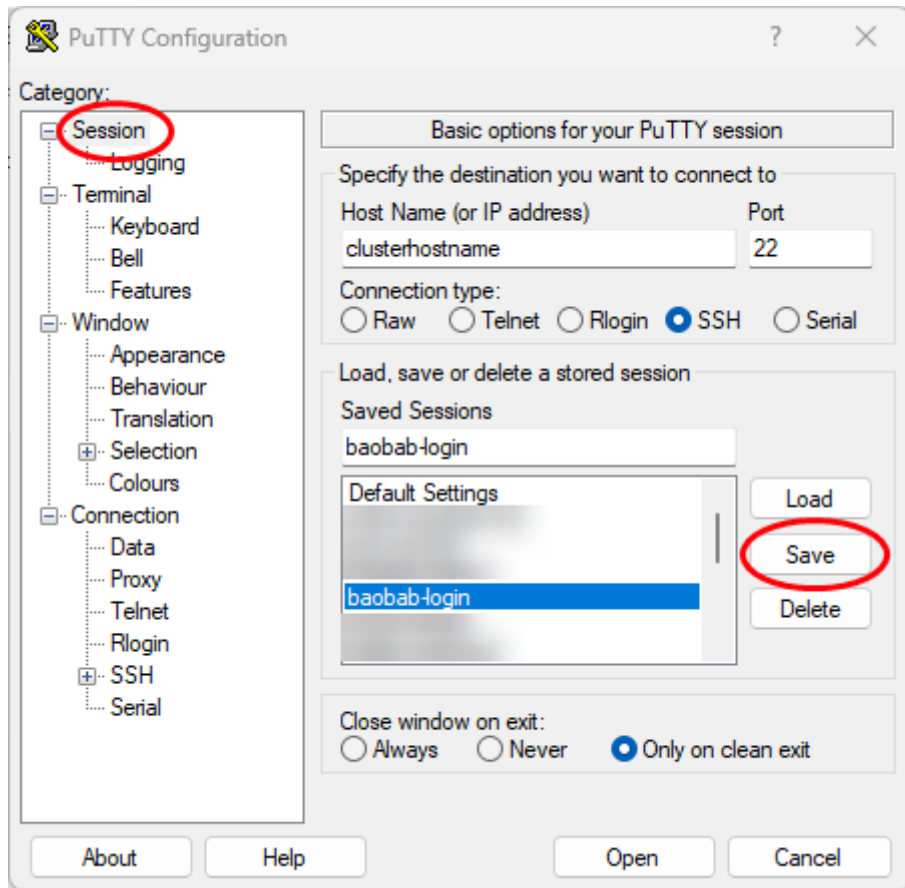 PuTTY Configuration
?
Category:
Session
Logging
Terminal
Keyboard
Bell
Features
Window
Appearance
Behaviour
Translation
Selection
Colours
Connection
Data
Proxy
Telnet
Rlogin
SSH
Serial
Basic options for your PuTTY session
Specify the destination you want to connect to
Host Name (or IP address) Port
clusterhostname 22
Connection type:
Raw Telnet Rlogin SSH Serial
Load, save or delete a stored session
Saved Sessions
baobab-login
Default Settings
baobab-login
Load
Save
Delete
Close window on exit:
Always Never Only on clean exit
About Help Open Cancel